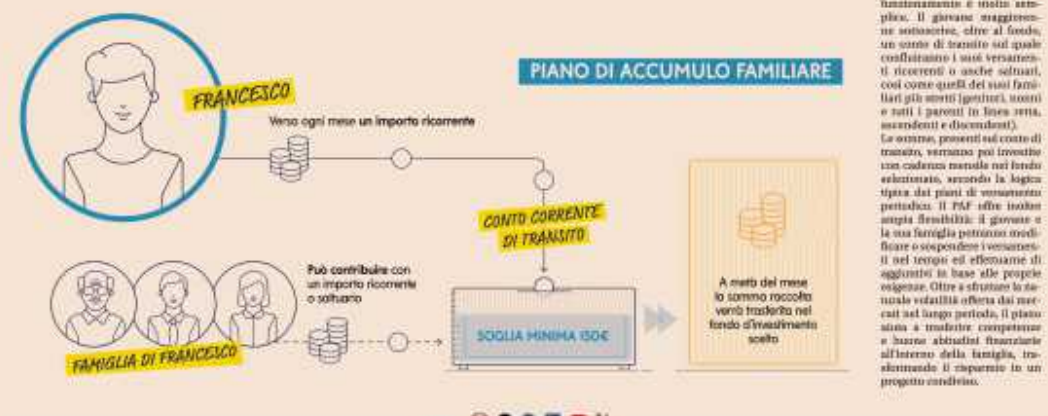 PIANO DI ACCUMULO FAMILIARE
FRANCESCO
Verso ogni mese un importo ricorrente
CONTO CORRENTE
DI TRANSITO
Può contribuire con
un importo ricorrente
o saltuario
FAMIGLIA DI FRANCESCO
SOGLIA MINIMA 150€
A metà del mese
la somma raccolta
verrà trasferita nel
fondo d'investimento
scelto
funzionamento è molto sem-
plice. Il giovane maggioren-
ne sottoscrive, oltre al fondo,
un conto di transito sul quale
confluiranno i suoi versamen-
ti ricorrenti o anche saltuari,
così come quelli dei suoi fami-
liari più stretti (genitori, nonni
e tutti i parenti in linea retta,
ascendenti e discendenti).
Le somme, presenti sul conto di
transito, verranno poi investite
con cadenza mensile nel fondo
selezionato, secondo la logica
tipica dei piani di versamento
periodico. Il PAF offre inoltre
ampia flessibilità: il giovane e
la sua famiglia potranno modi-
ficare o sospendere i versamen-
ti nel tempo ed effettuarne di
aggiuntivi in base alle proprie
esigenze. Oltre a sfruttare la na-
turale volatilità offerta dai mer-
cati nel lungo periodo, il piano
aiuta a trasferire competenze
e buone abitudini finanziarie
all'interno della famiglia, tra-
sformando il risparmio in un
progetto condiviso.